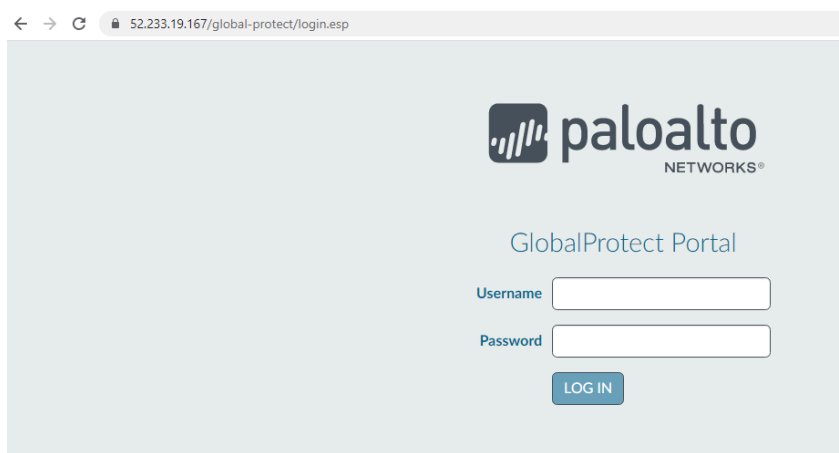 52.233.19.167/global-protect/login.esp
paloalto
NETWORKS®
GlobalProtect Portal
Username
Password
LOG IN